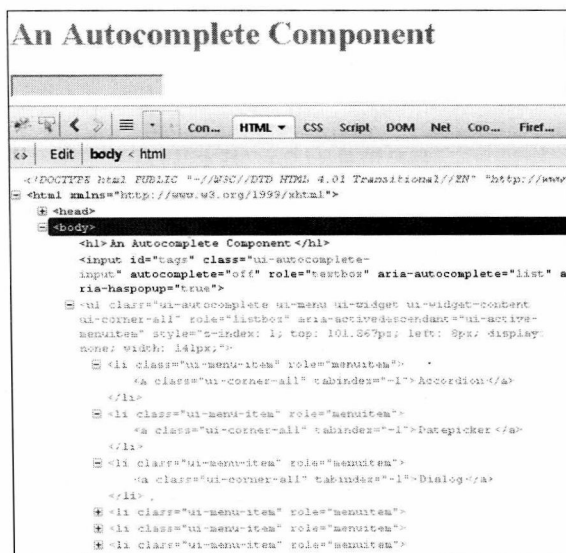 An Autocomplete Component
Con... HTML CSS Script DOM Net Coo... Firef...
Edit body < html
<!DOCTYPE html PUBLIC "-//W3C//DTD HTML 4.01 Transitional//EN" "http://www
<html xmlns="http://www.w3.org/1999/xhtml">
<head>
<body>
<h1>An Autocomplete Component</h1>
<input id="tags" class="ui-autocomplete-
input" autocomplete="off" role="textbox" aria-autocomplete="list" a
ria-haspopup="true">
<ul class="ui-autocomplete ui-menu ui-widget ui-widget-content
ui-corner-all" role="listbox" aria-activedescendant="ui-active-
menuitem" style="z-index: 1; top: 101.867px; left: 8px; display:
none; width: 141px;">
<li class="ui-menu-item" role="menuitem">
<a class="ui-corner-all" tabindex="-1">Accordion</a>
</li>
<li class="ui-menu-item" role="menuitem">
<a class="ui-corner-all" tabindex="-1">Datepicker</a>
</li>
<li class="ui-menu-item" role="menuitem">
<a class="ui-corner-all" tabindex="-1">Dialog</a>
</li>
<li class="ui-menu-item" role="menuitem">
<li class="ui-menu-item" role="menuitem">
<li class="ui-menu-item" role="menuitem">